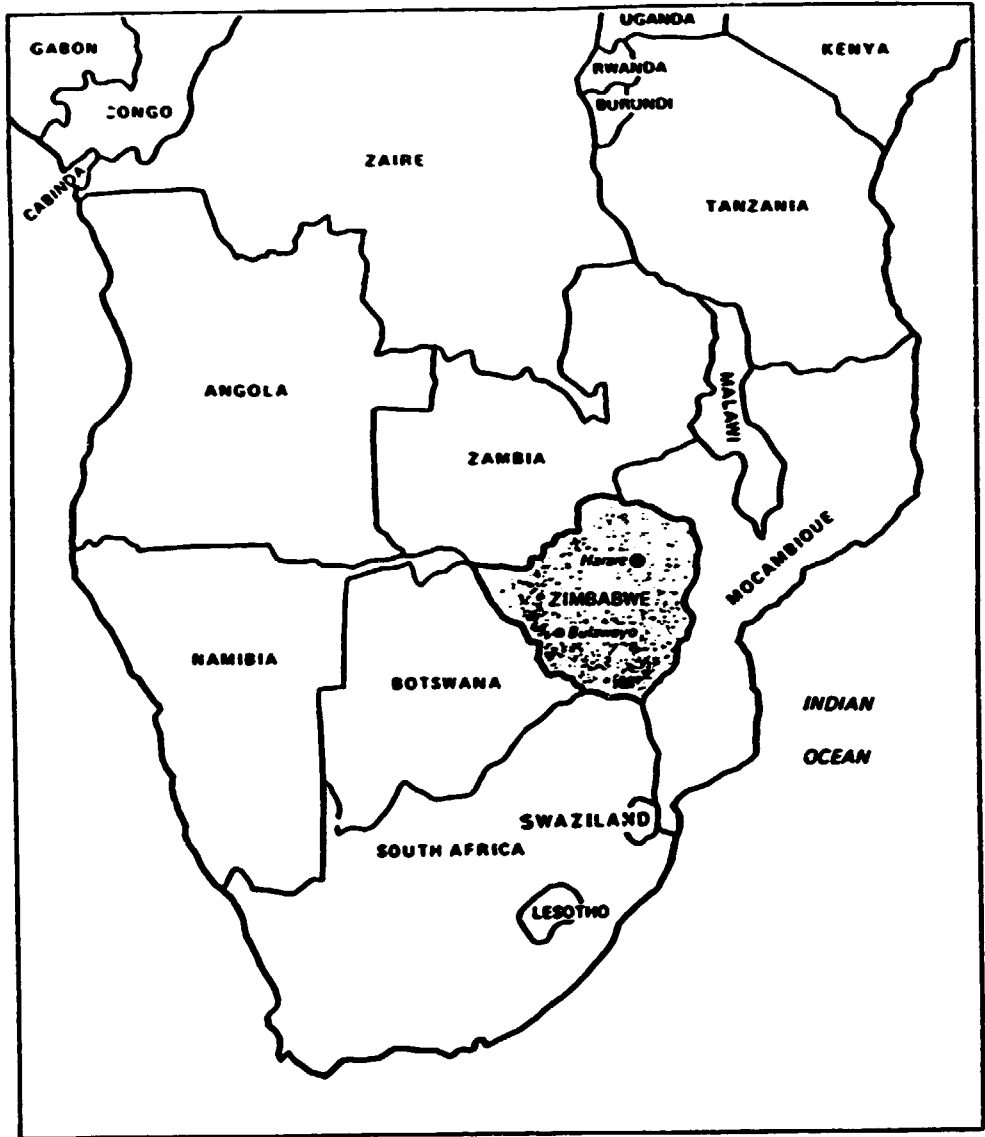 UGANDA
GABON
KENYA
RWANDA
CONGO
BURUNDI
ZAIRE
CABINDA
TANZANIA
ANGOLA
MALAWI
ZAMBIA
MOCAMBIQUE
Harare
ZIMBABWE
Bulawayo
NAMIBIA
BOTSWANA
INDIAN
OCEAN
SWAZILAND
SOUTH AFRICA
LESOTHO